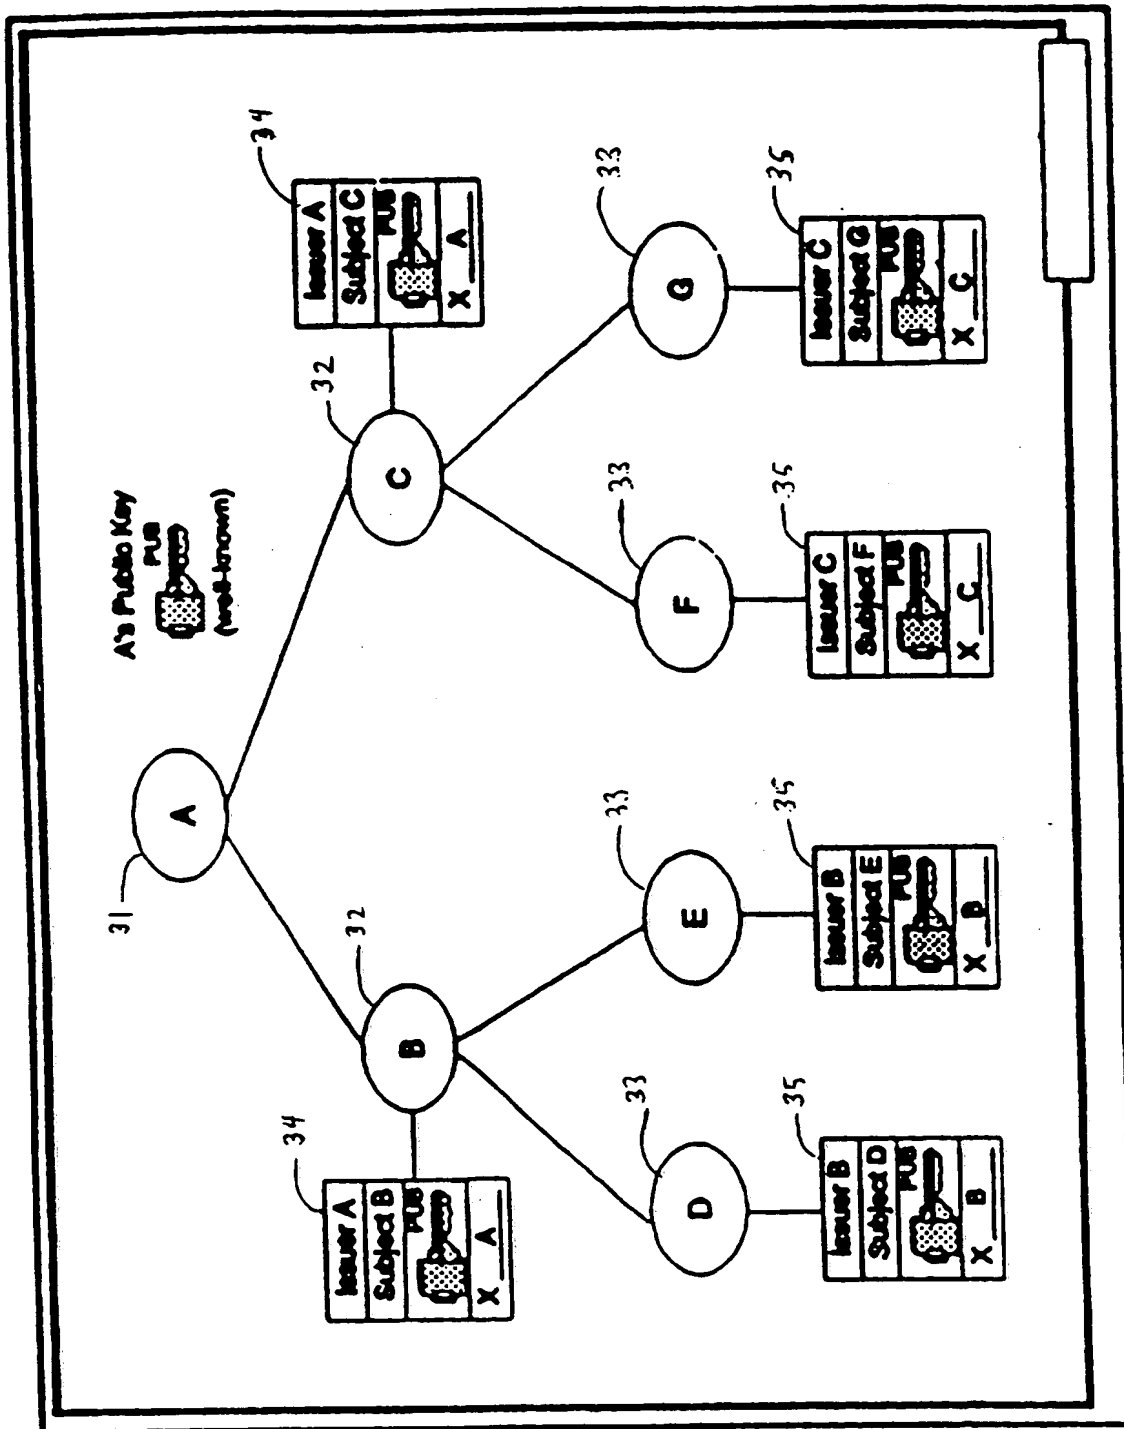 A's Public Key
PUB
(well-known)
31
A
34
Issuer A
Subject B
PUB
X A
32
B
32
C
34
Issuer A
Subject C
PUB
X A
33
D
33
E
33
F
33
G
35
Issuer B
Subject D
PUB
X B
35
Issuer B
Subject E
PUB
X B
35
Issuer C
Subject F
PUB
X C
35
Issuer C
Subject G
PUB
X C